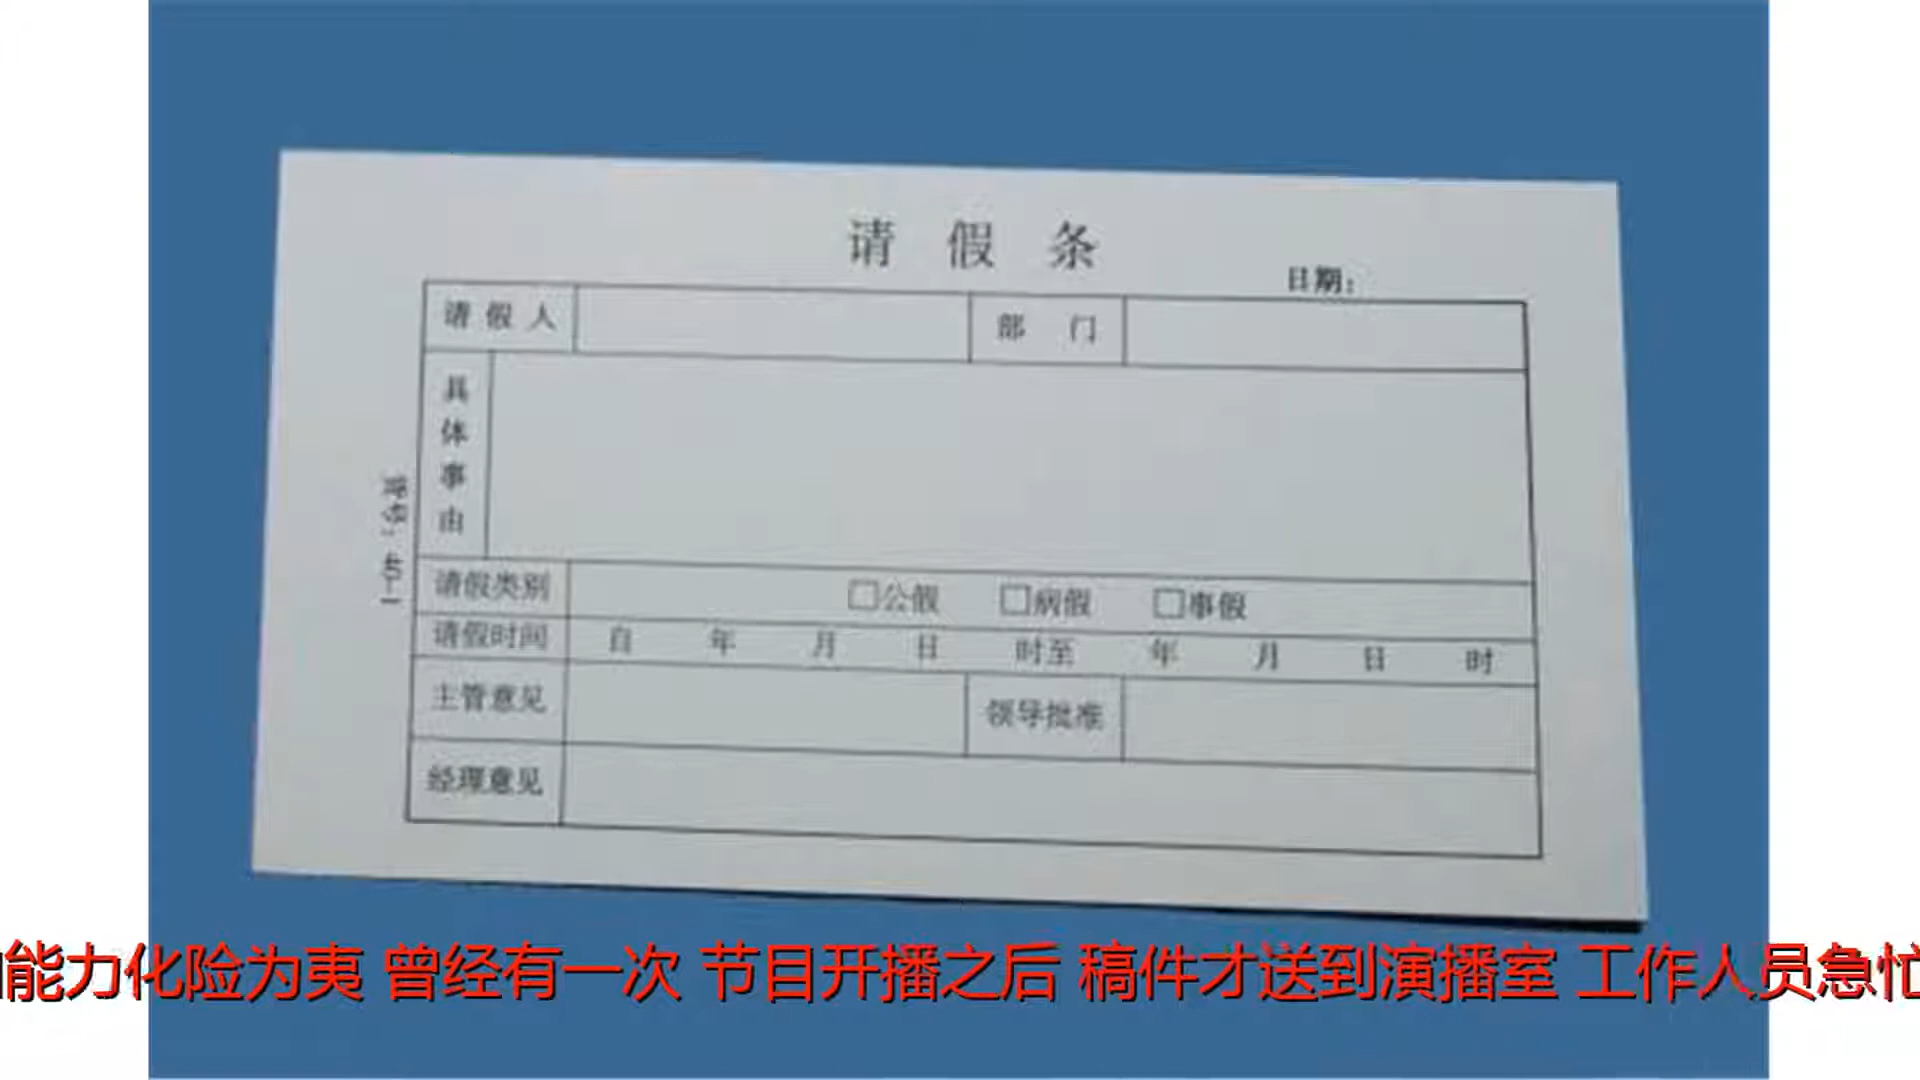 请假条
日期：
请假人 部门
具体事由
请假类别 □公假 □病假 □事假
请假时间 自 年 月 日 时至 年 月 日 时
主管意见 领导批准
经理意见
能力化险为夷 曾经有一次 节目开播之后 稿件才送到演播室 工作人员急忙